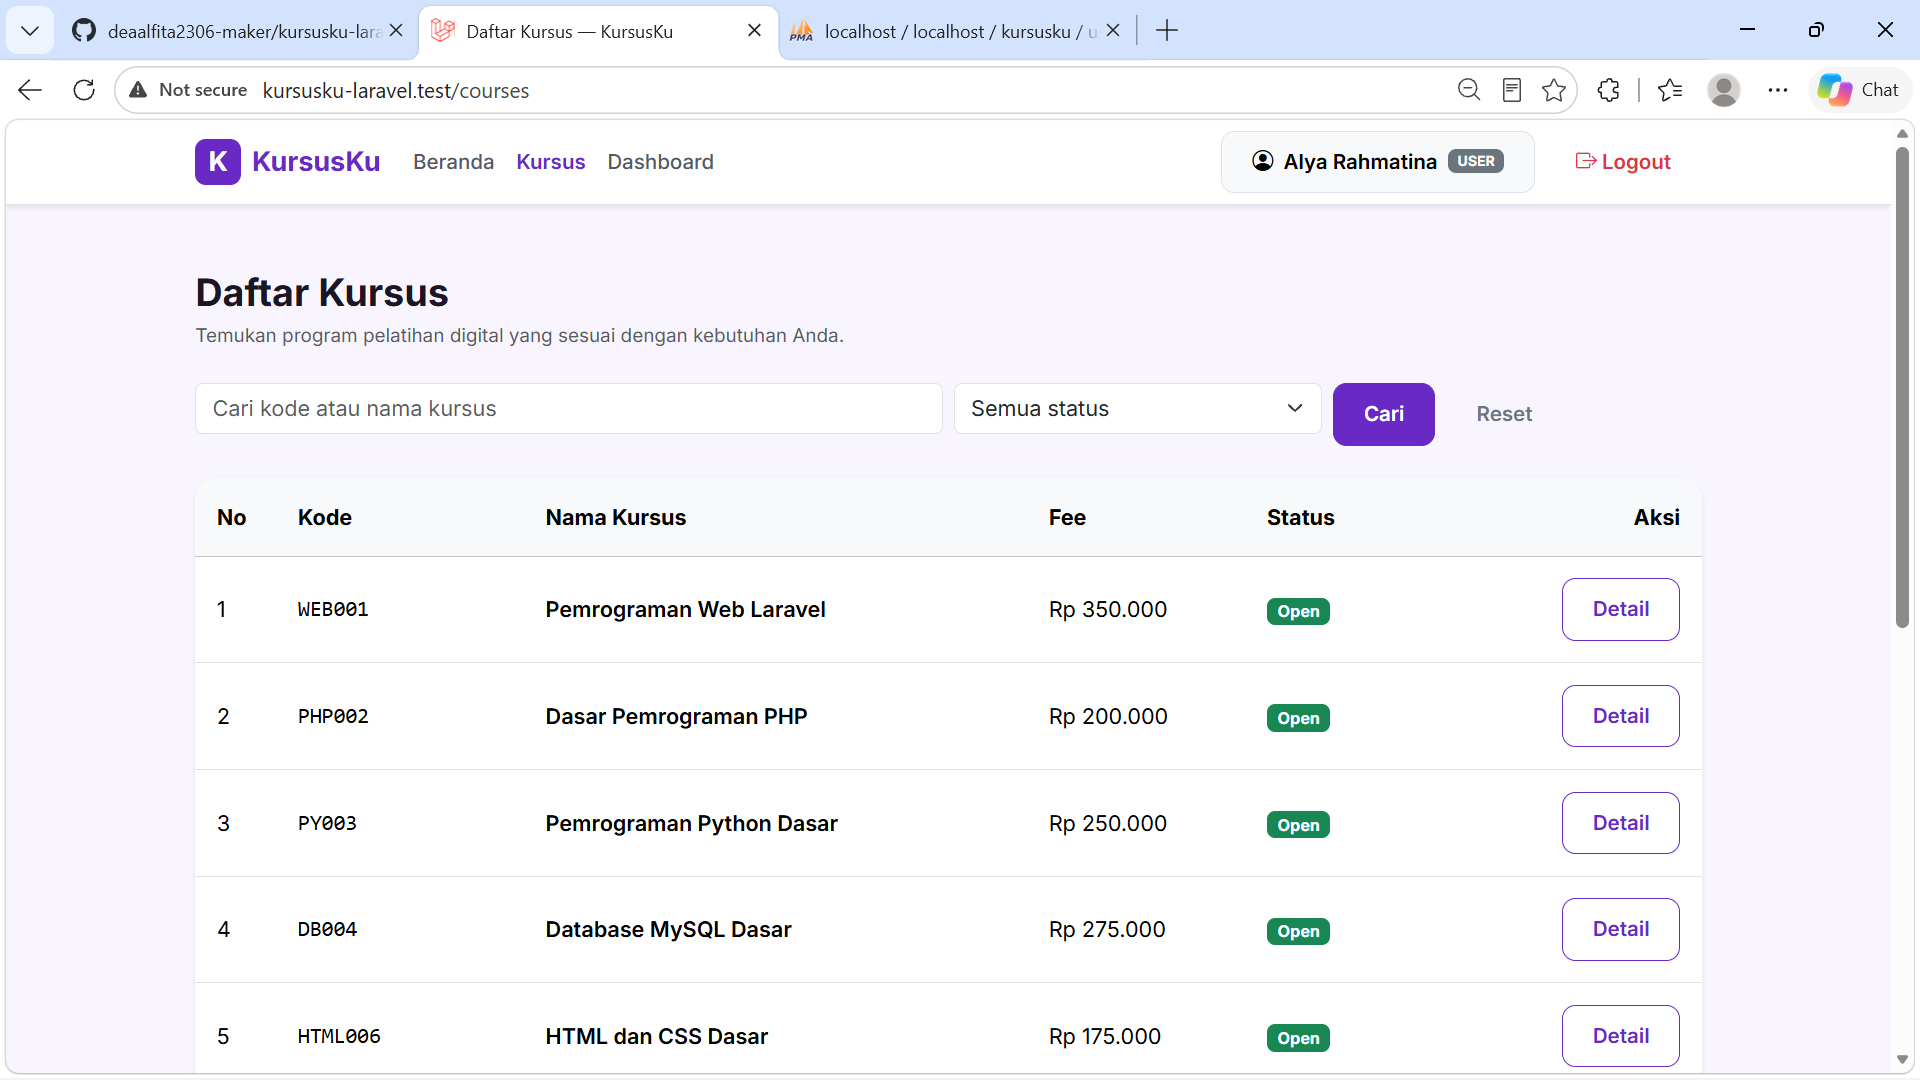 deaalfita2306-maker/kursusku-lara
Daftar Kursus — KursusKu
PMA
localhost / localhost / kursusku / u
Not secure
kursusku-laravel.test/courses
Chat
K
KursusKu
Beranda
Kursus
Dashboard
Alya Rahmatina
USER
Logout
Daftar Kursus
Temukan program pelatihan digital yang sesuai dengan kebutuhan Anda.
Cari kode atau nama kursus
Semua status
Cari
Reset
No Kode Nama Kursus Fee Status Aksi
1 WEB001 Pemrograman Web Laravel Rp 350.000 Open Detail
2 PHP002 Dasar Pemrograman PHP Rp 200.000 Open Detail
3 PY003 Pemrograman Python Dasar Rp 250.000 Open Detail
4 DB004 Database MySQL Dasar Rp 275.000 Open Detail
5 HTML006 HTML dan CSS Dasar Rp 175.000 Open Detail